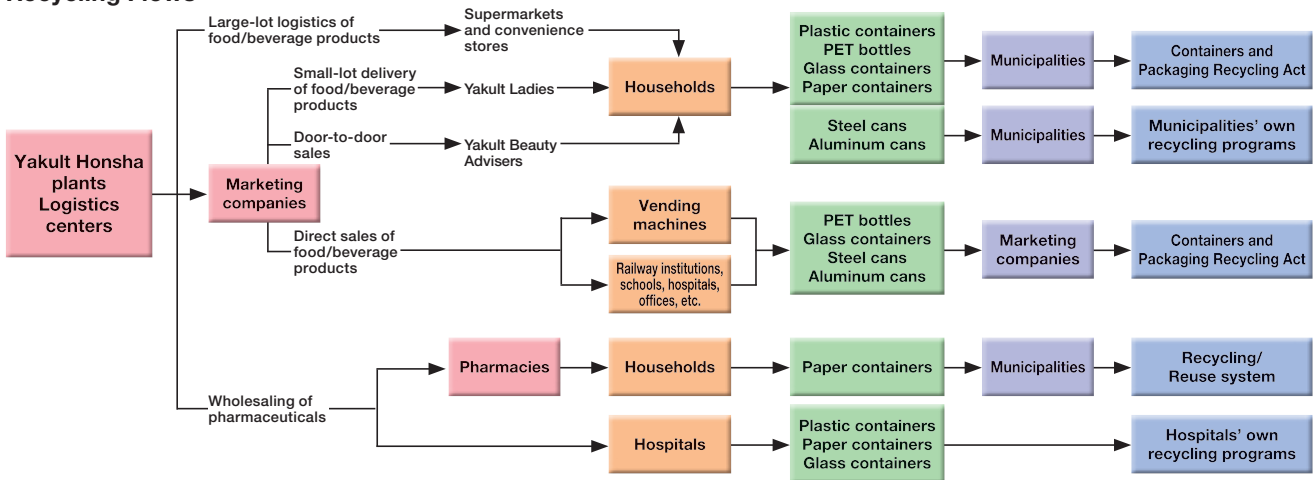 Recycling Flows
Large-lot logistics of
food/beverage products
Supermarkets
and convenience
stores
Small-lot delivery
of food/beverage
products
Yakult Ladies
Door-to-door
sales
Yakult Beauty
Advisers
Households
Plastic containers
PET bottles
Glass containers
Paper containers
Municipalities
Containers and
Packaging Recycling Act
Steel cans
Aluminum cans
Municipalities
Municipalities' own
recycling programs
Yakult Honsha
plants
Logistics
centers
Marketing
companies
Direct sales of
food/beverage
products
Vending
machines
Railway institutions,
schools, hospitals,
offices, etc.
PET bottles
Glass containers
Steel cans
Aluminum cans
Marketing
companies
Containers and
Packaging Recycling Act
Wholesaling of
pharmaceuticals
Pharmacies
Households
Paper containers
Municipalities
Recycling/
Reuse system
Hospitals
Plastic containers
Paper containers
Glass containers
Hospitals' own
recycling programs